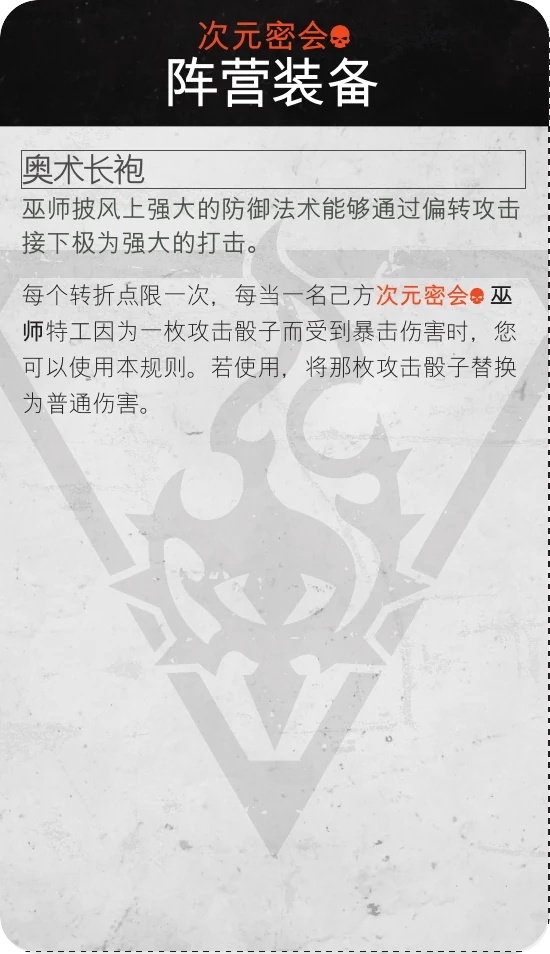 次元密会
阵营装备
奥术长袍
巫师披风上强大的防御法术能够通过偏转攻击
接下极为强大的打击。
每个转折点限一次，每当一名己方次元密会 巫
师特工因为一枚攻击骰子而受到暴击伤害时，您
可以使用本规则。若使用，将那枚攻击骰子替换
为普通伤害。